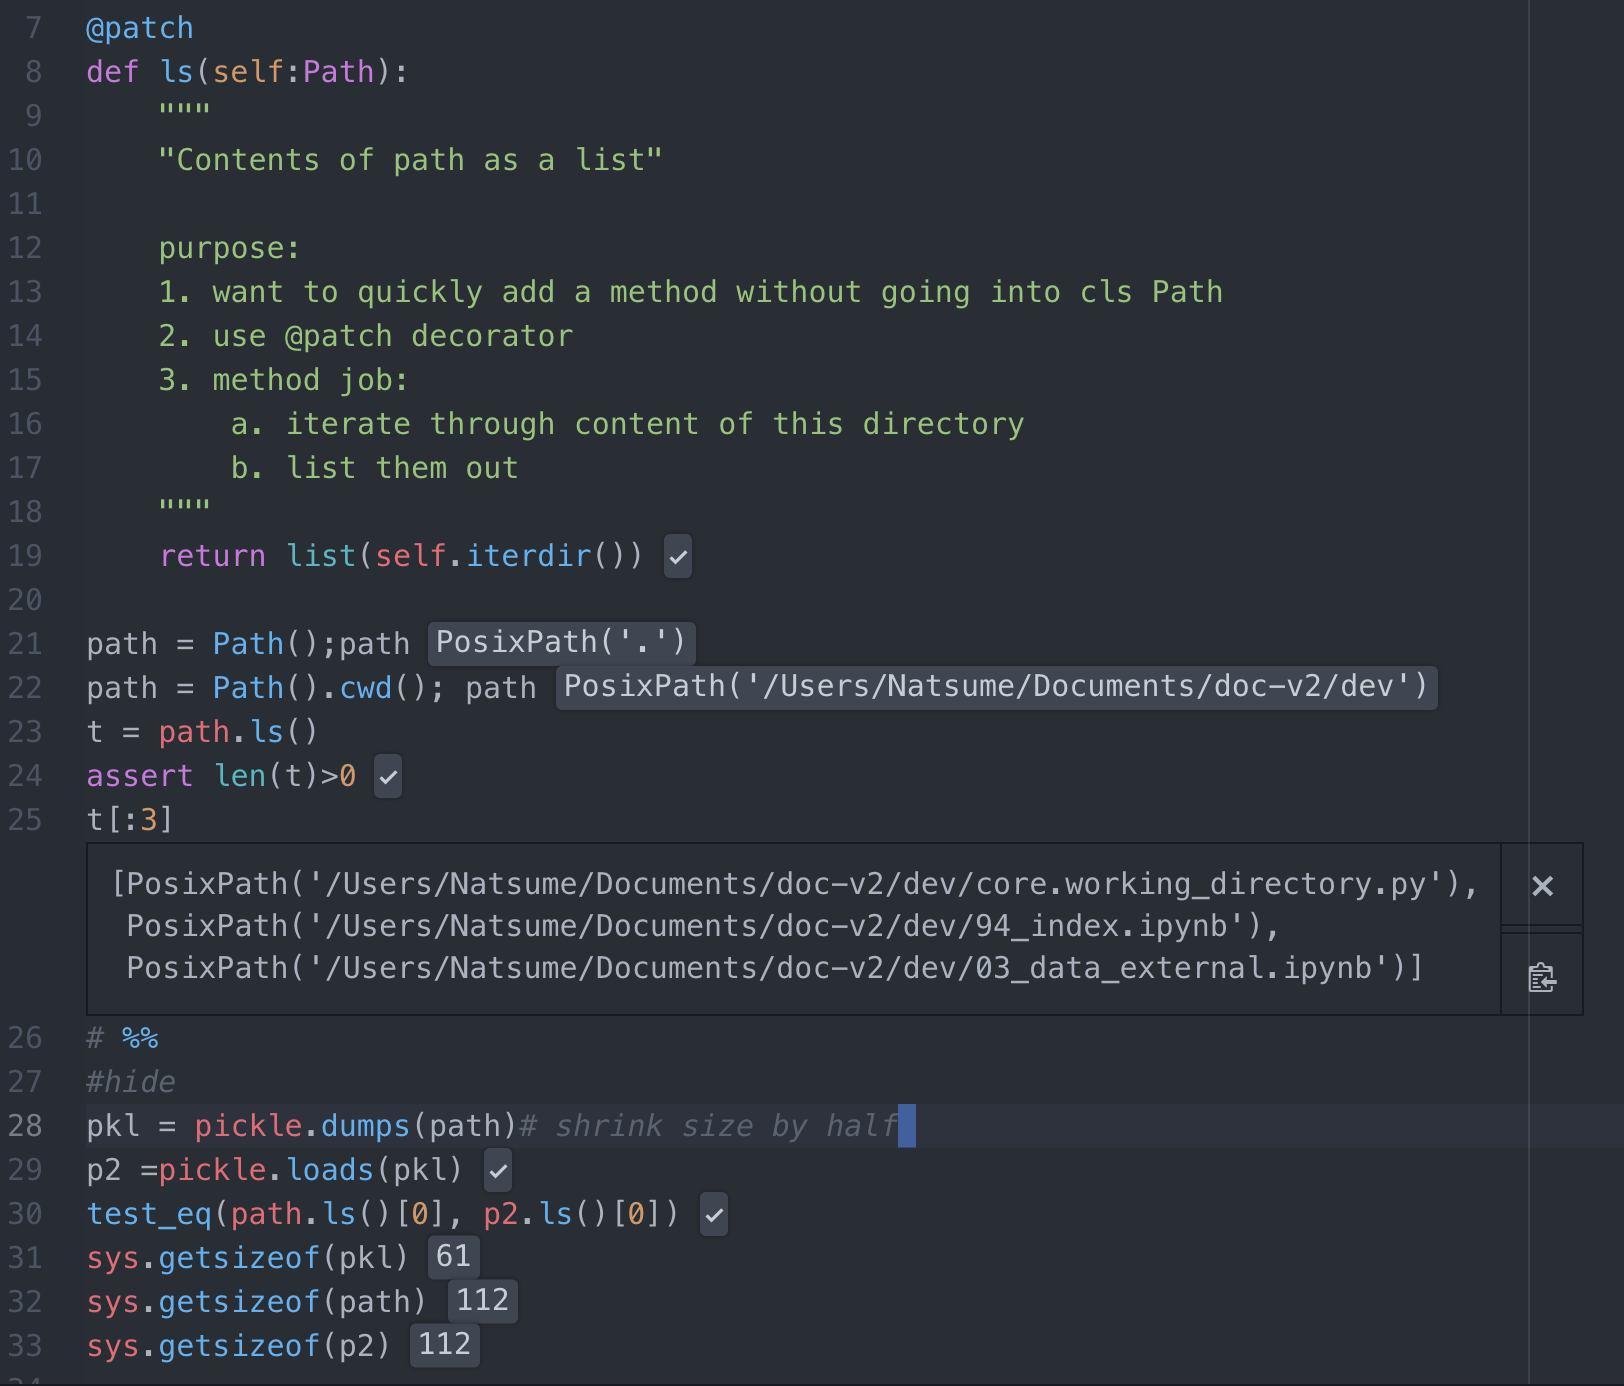 7 @patch
8 def ls(self:Path):
9 """
10 "Contents of path as a list"
11
12 purpose:
13 1. want to quickly add a method without going into cls Path
14 2. use @patch decorator
15 3. method job:
16 a. iterate through content of this directory
17 b. list them out
18 """
19 return list(self.iterdir()) ✓
20
21 path = Path();path PosixPath('.')
22 path = Path().cwd(); path PosixPath('/Users/Natsume/Documents/doc-v2/dev')
23 t = path.ls()
24 assert len(t)>0 ✓
25 t[:3]
[PosixPath('/Users/Natsume/Documents/doc-v2/dev/core.working_directory.py'),
PosixPath('/Users/Natsume/Documents/doc-v2/dev/94_index.ipynb'),
PosixPath('/Users/Natsume/Documents/doc-v2/dev/03_data_external.ipynb')]
26 # %%
27 #hide
28 pkl = pickle.dumps(path)# shrink size by half
29 p2 =pickle.loads(pkl) ✓
30 test_eq(path.ls()[0], p2.ls()[0]) ✓
31 sys.getsizeof(pkl) 61
32 sys.getsizeof(path) 112
33 sys.getsizeof(p2) 112